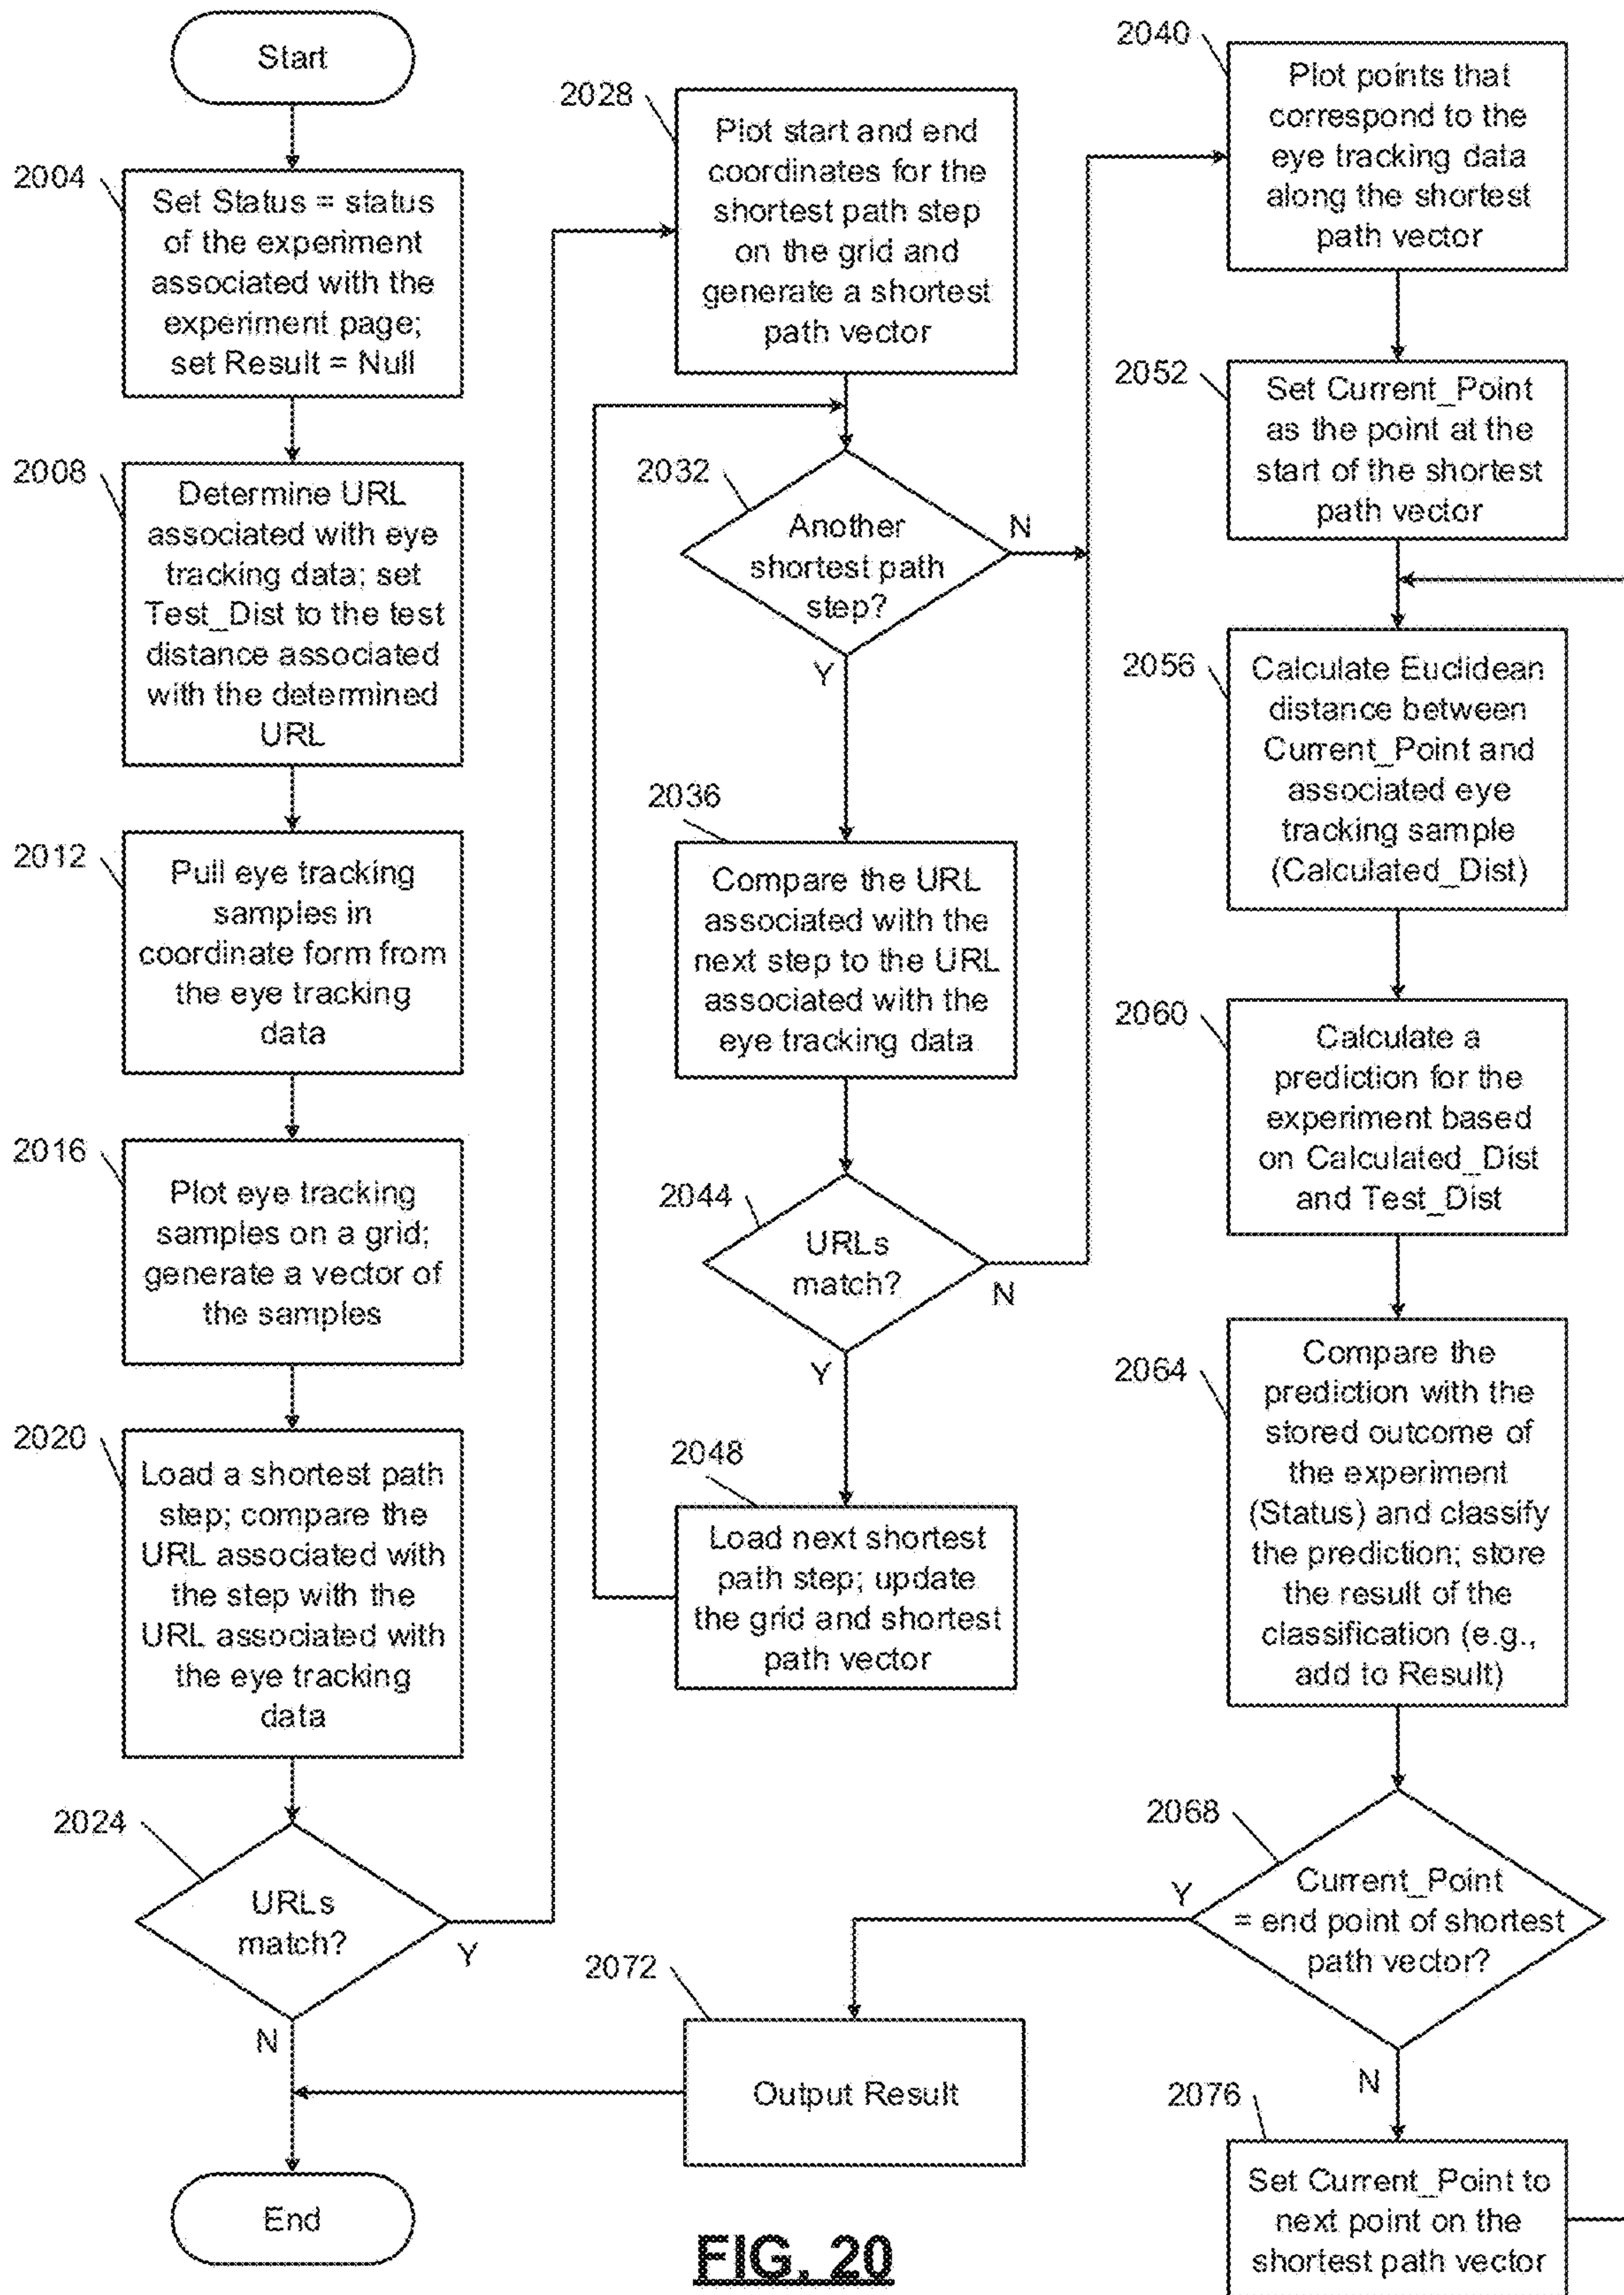 Start
2004
Set Status = status
of the experiment
associated with the
experiment page;
set Result = Null
2008
Determine URL
associated with eye
tracking data; set
Test_Dist to the test
distance associated
with the determined
URL
2012
Pull eye tracking
samples in
coordinate form from
the eye tracking
data
2016
Plot eye tracking
samples on a grid;
generate a vector of
the samples
2020
Load a shortest path
step; compare the
URL associated with
the step with the
URL associated with
the eye tracking
data
2024
URLs
match?
Y
N
End
2028
Plot start and end
coordinates for the
shortest path step
on the grid and
generate a shortest
path vector
2032
Another
shortest path
step?
N
Y
2036
Compare the URL
associated with the
next step to the URL
associated with the
eye tracking data
2044
URLs
match?
N
Y
2048
Load next shortest
path step; update
the grid and shortest
path vector
2040
Plot points that
correspond to the
eye tracking data
along the shortest
path vector
2052
Set Current_Point
as the point at the
start of the shortest
path vector
2056
Calculate Euclidean
distance between
Current_Point and
associated eye
tracking sample
(Calculated_Dist)
2060
Calculate a
prediction for the
experiment based
on Calculated_Dist
and Test_Dist
2064
Compare the
prediction with the
stored outcome of
the experiment
(Status) and classify
the prediction; store
the result of the
classification (e.g.,
add to Result)
2068
Current_Point
= end point of shortest
path vector?
Y
N
2072
Output Result
2076
Set Current_Point to
next point on the
shortest path vector
FIG. 20